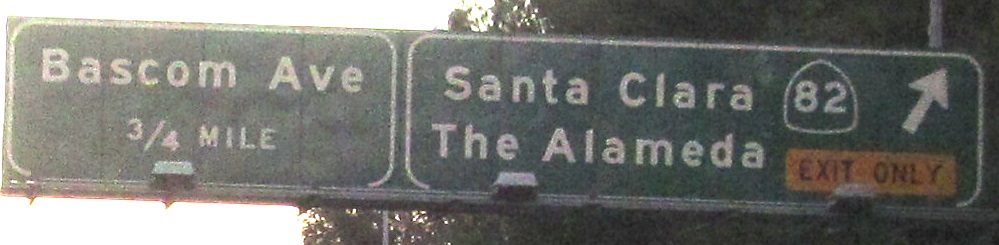 Bascom Ave
3/4 MILE
Santa Clara
The Alameda
82
EXIT ONLY